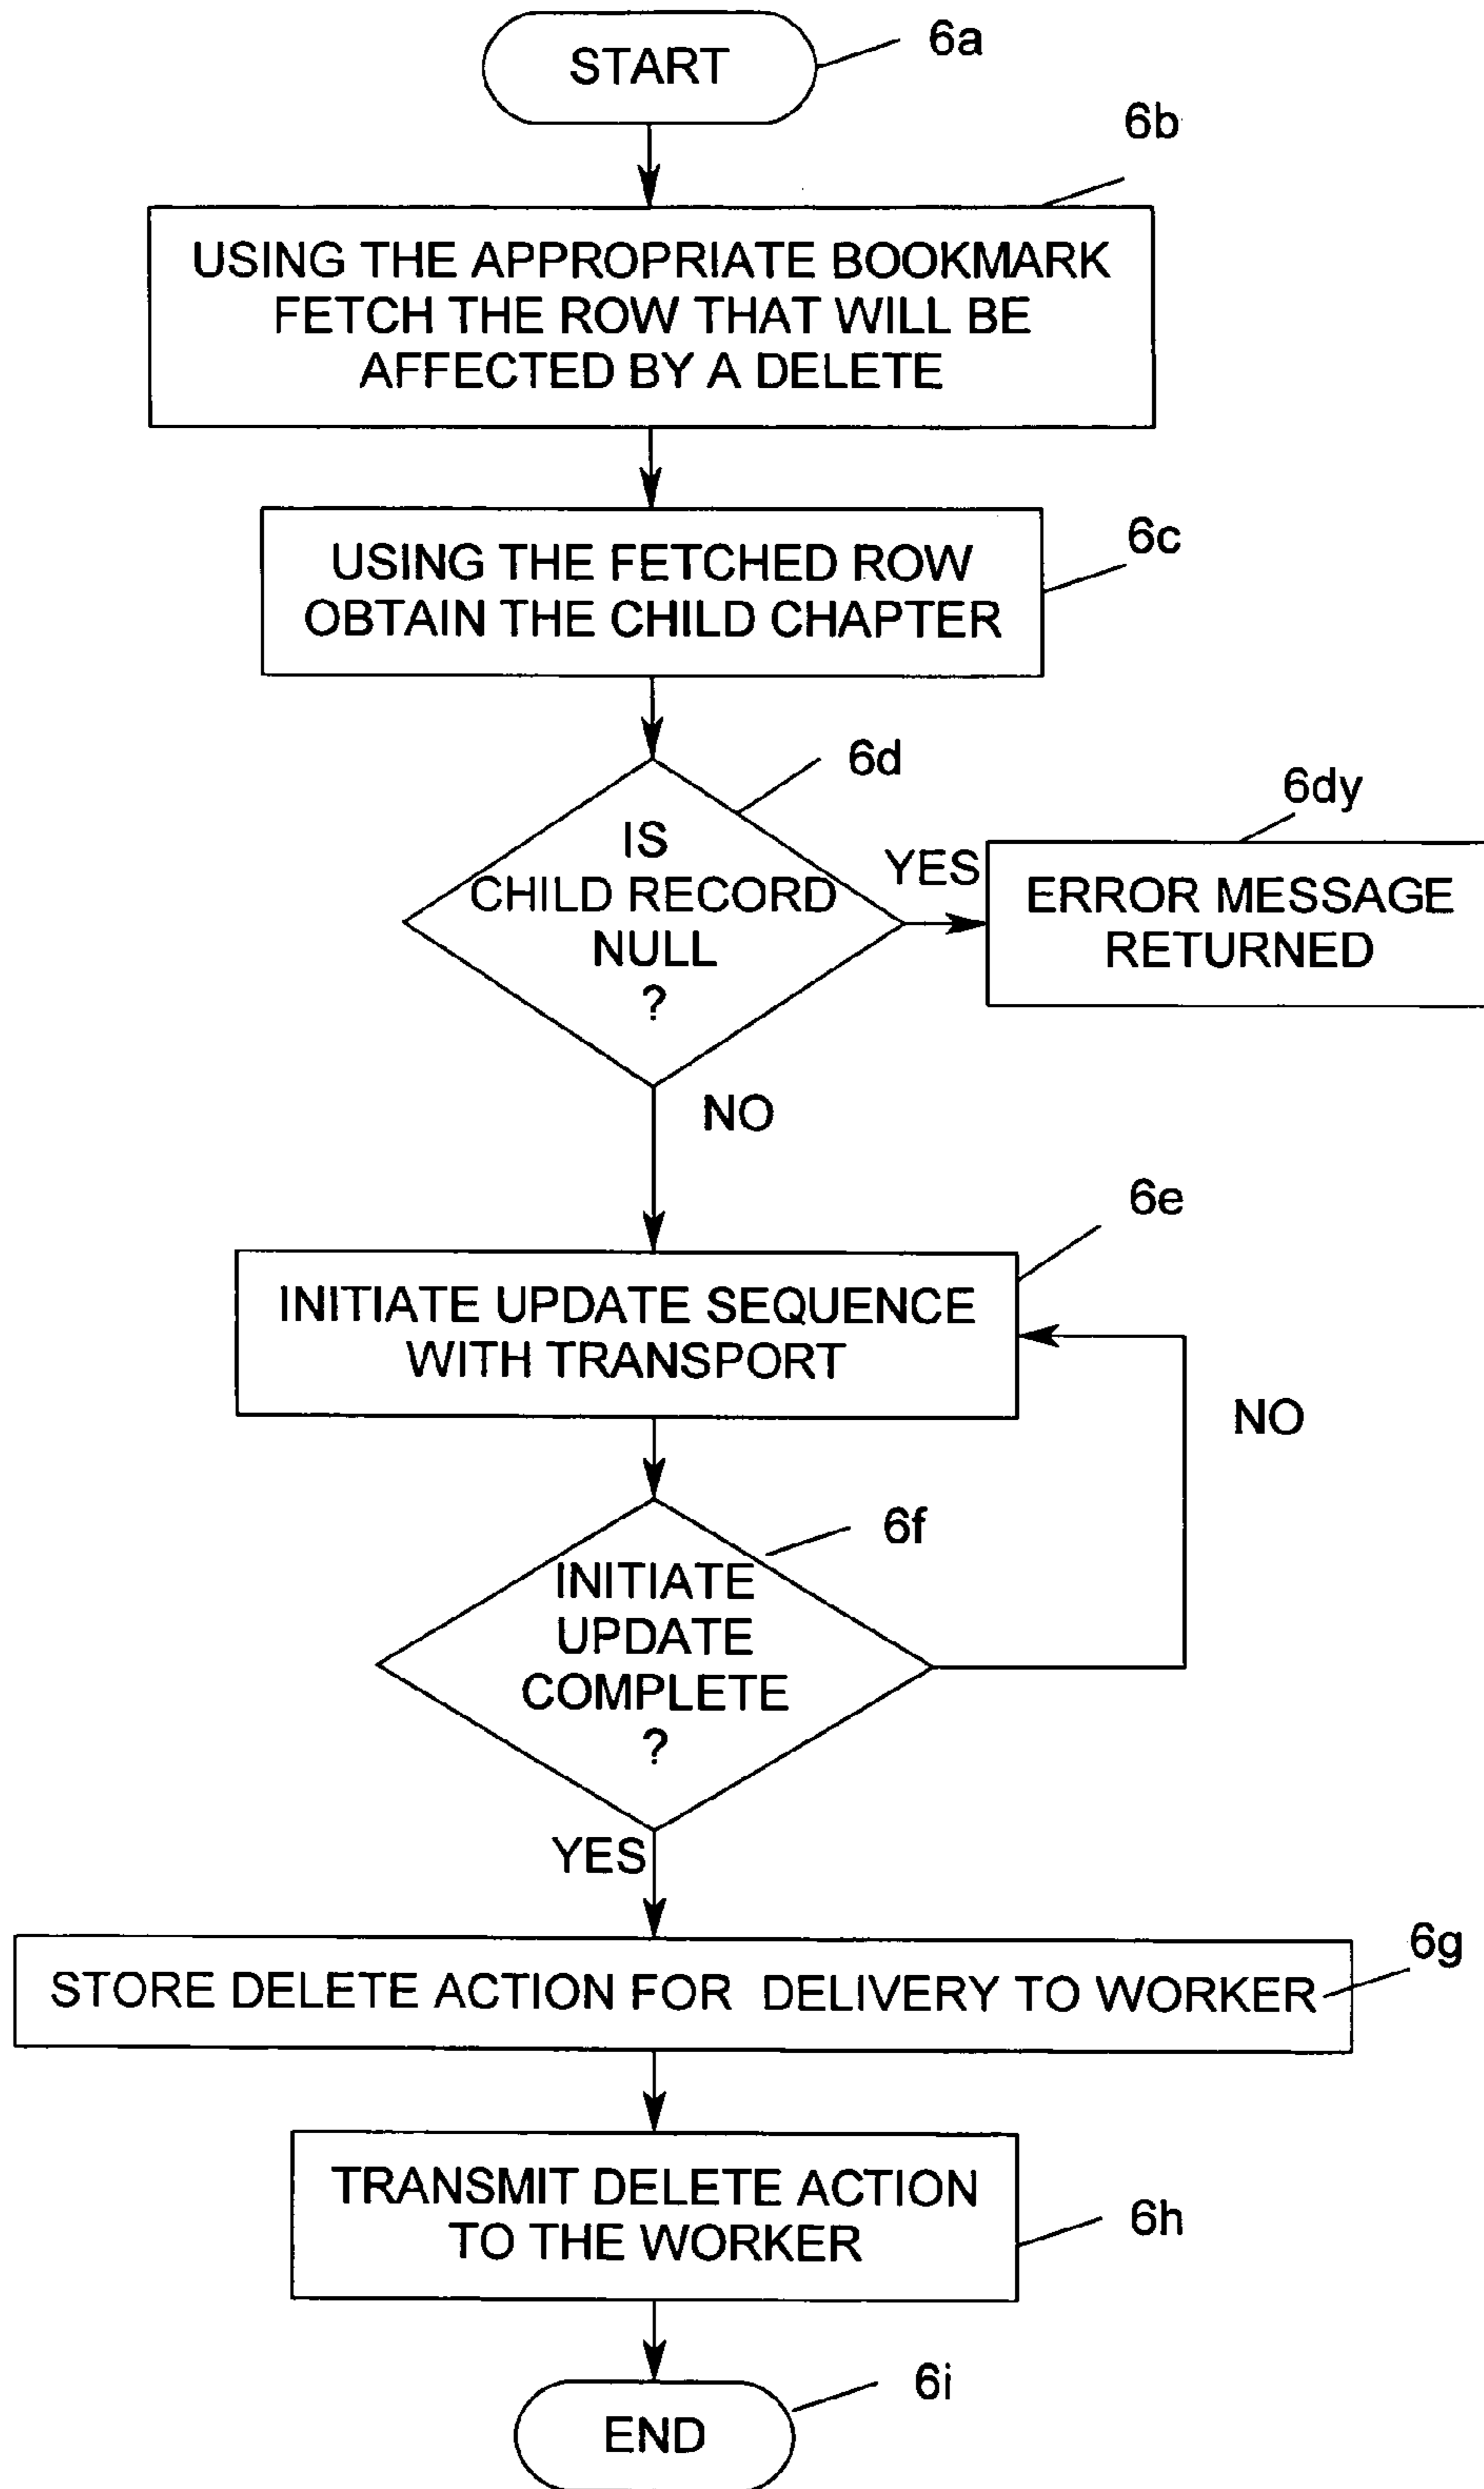 START
6a
6b
USING THE APPROPRIATE BOOKMARK
FETCH THE ROW THAT WILL BE
AFFECTED BY A DELETE
6c
USING THE FETCHED ROW
OBTAIN THE CHILD CHAPTER
6d
IS
CHILD RECORD
NULL
?
YES
6dy
ERROR MESSAGE
RETURNED
NO
6e
INITIATE UPDATE SEQUENCE
WITH TRANSPORT
NO
6f
INITIATE
UPDATE
COMPLETE
?
YES
6g
STORE DELETE ACTION FOR DELIVERY TO WORKER
TRANSMIT DELETE ACTION
TO THE WORKER
6h
6i
END